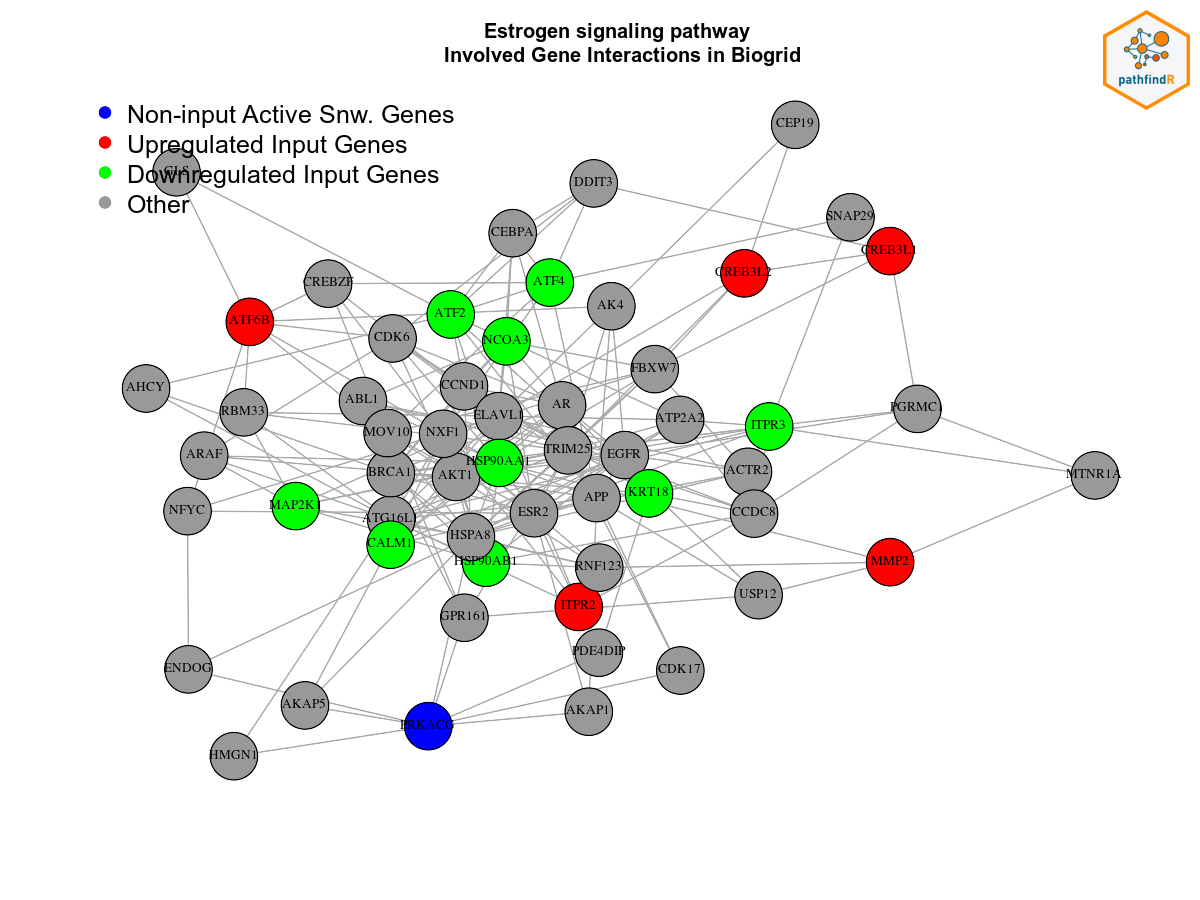 Estrogen signaling pathway
Involved Gene Interactions in Biogrid
pathfindR
Non-input Active Snw. Genes
Upregulated Input Genes
Downregulated Input Genes
Other
CEP19
GLS
DDIT3
SNAP29
CEBPA
CREB3L1
CREB3L2
CREBZF
ATF4
AK4
ATF2
ATF6B
CDK6
NCOA3
FBXW7
AHCY
CCND1
ABL1
RBM33
AR
PGRMC1
ELAVL1
ATP2A2
ITPR3
MOV10
NXF1
TRIM25
EGFR
ARAF
HSP90AA1
BRCA1
AKT1
ACTR2
MTNR1A
KRT18
APP
MAP2K1
NFYC
ATG16L1
ESR2
CCDC8
HSPA8
CALM1
HSP90AB1
RNF123
MMP2
USP12
ITPR2
GPR161
PDE4DIP
ENDOG
CDK17
AKAP5
AKAP1
PRKACG
HMGN1